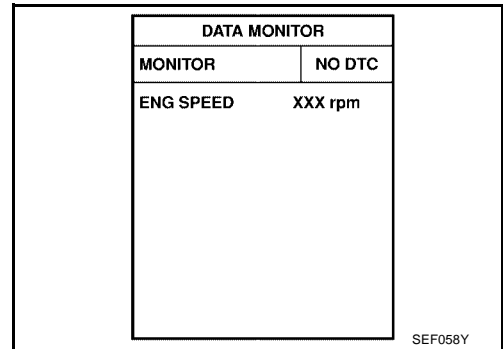 DATA MONITOR
MONITOR NO DTC
ENG SPEED XXX rpm
SEF058Y